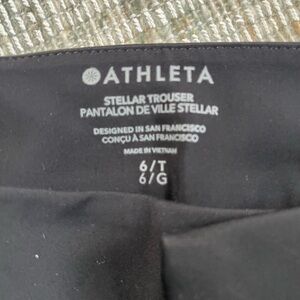 ATHLETA
STELLAR TROUSER
PANTALON DE VILLE STELLAR
DESIGNED IN SAN FRANCISCO
CONÇU À SAN FRANCISCO
MADE IN VIETNAM
6/T
6/G